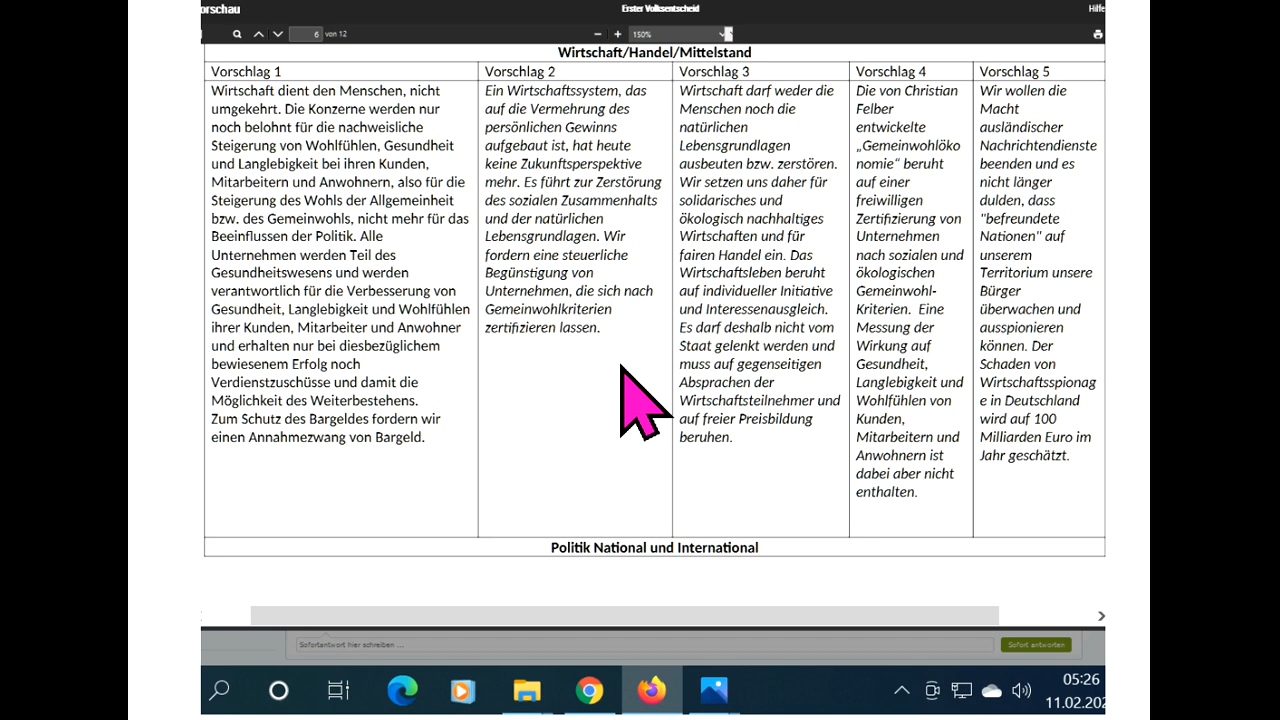 orschau
Erster Volksentscheid
Hilfe
6 von 12
150%
Wirtschaft/Handel/Mittelstand
Vorschlag 1
Wirtschaft dient den Menschen, nicht
umgekehrt. Die Konzerne werden nur
noch belohnt für die nachweisliche
Steigerung von Wohlfühlen, Gesundheit
und Langlebigkeit bei ihren Kunden,
Mitarbeitern und Anwohnern, also für die
Steigerung des Wohls der Allgemeinheit
bzw. des Gemeinwohls, nicht mehr für das
Beeinflussen der Politik. Alle
Unternehmen werden Teil des
Gesundheitswesens und werden
verantwortlich für die Verbesserung von
Gesundheit, Langlebigkeit und Wohlfühlen
ihrer Kunden, Mitarbeiter und Anwohner
und erhalten nur bei diesbezüglichem
bewiesenem Erfolg noch
Verdienstzuschüsse und damit die
Möglichkeit des Weiterbestehens.
Zum Schutz des Bargeldes fordern wir
einen Annahmezwang von Bargeld.
Vorschlag 2
Ein Wirtschaftssystem, das
auf die Vermehrung des
persönlichen Gewinns
aufgebaut ist, hat heute
keine Zukunftsperspektive
mehr. Es führt zur Zerstörung
des sozialen Zusammenhalts
und der natürlichen
Lebensgrundlagen. Wir
fordern eine steuerliche
Begünstigung von
Unternehmen, die sich nach
Gemeinwohlkriterien
zertifizieren lassen.
Vorschlag 3
Wirtschaft darf weder die
Menschen noch die
natürlichen
Lebensgrundlagen
ausbeuten bzw. zerstören.
Wir setzen uns daher für
solidarisches und
ökologisch nachhaltiges
Wirtschaften und für
fairen Handel ein. Das
Wirtschaftsleben beruht
auf individueller Initiative
und Interessenausgleich.
Es darf deshalb nicht vom
Staat gelenkt werden und
muss auf gegenseitigen
Absprachen der
Wirtschaftsteilnehmer und
auf freier Preisbildung
beruhen.
Vorschlag 4
Die von Christian
Felber
entwickelte
„Gemeinwohlöko
nomie“ beruht
auf einer
freiwilligen
Zertifizierung von
Unternehmen
nach sozialen und
ökologischen
Gemeinwohl-
Kriterien. Eine
Messung der
Wirkung auf
Gesundheit,
Langlebigkeit und
Wohlfühlen von
Kunden,
Mitarbeitern und
Anwohnern ist
dabei aber nicht
enthalten.
Vorschlag 5
Wir wollen die
Macht
ausländischer
Nachrichtendienste
beenden und es
nicht länger
dulden, dass
"befreundete
Nationen" auf
unserem
Territorium unsere
Bürger
überwachen und
ausspionieren
können. Der
Schaden von
Wirtschaftsspionag
e in Deutschland
wird auf 100
Milliarden Euro im
Jahr geschätzt.
Politik National und International
Sofortantwort hier schreiben ...
Sofort antworten
05:26
11.02.202